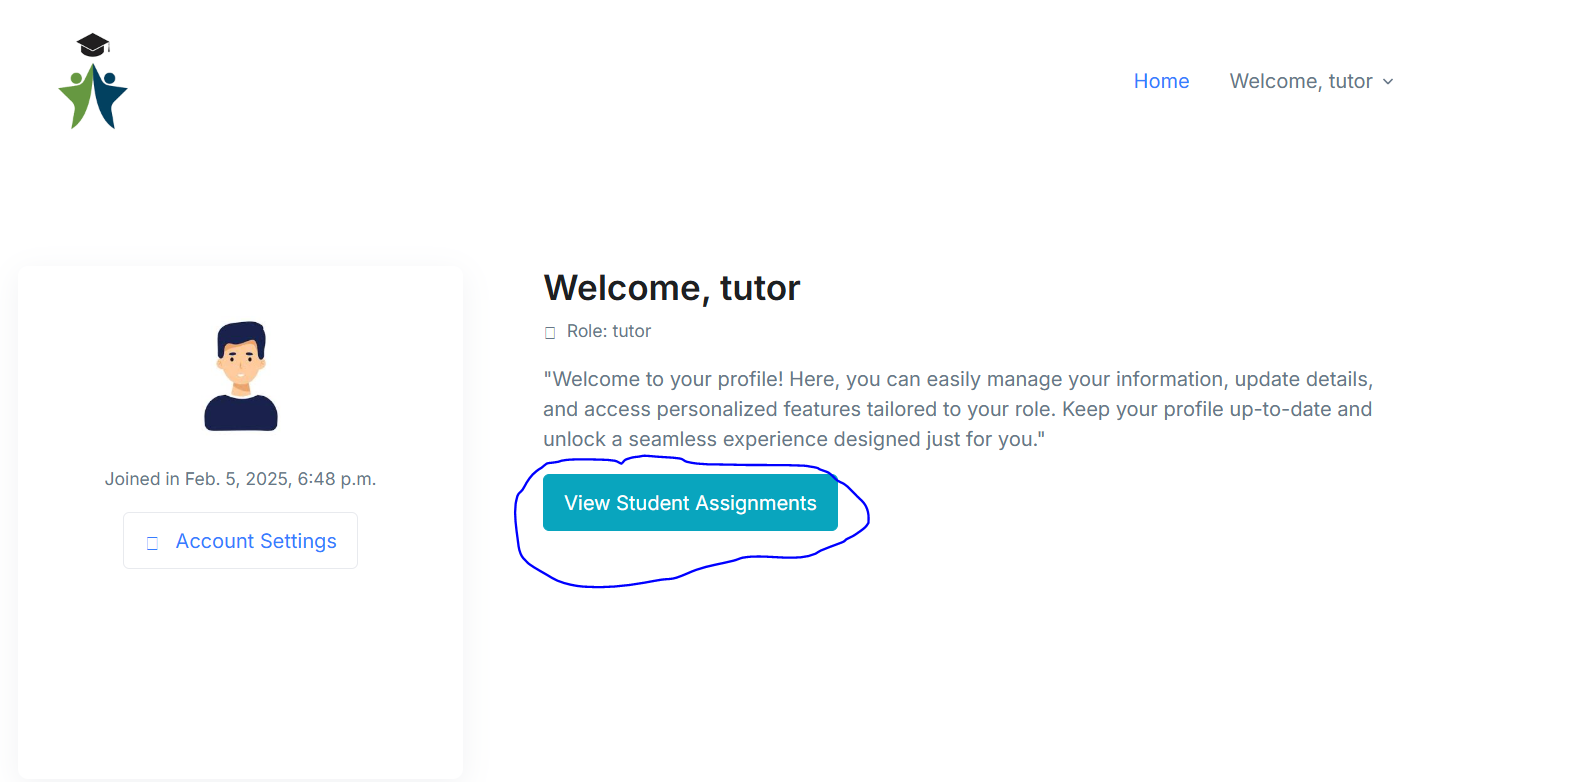 Home
Welcome, tutor
Welcome, tutor
Role: tutor
"Welcome to your profile! Here, you can easily manage your information, update details,
and access personalized features tailored to your role. Keep your profile up-to-date and
unlock a seamless experience designed just for you."
View Student Assignments
Joined in Feb. 5, 2025, 6:48 p.m.
Account Settings